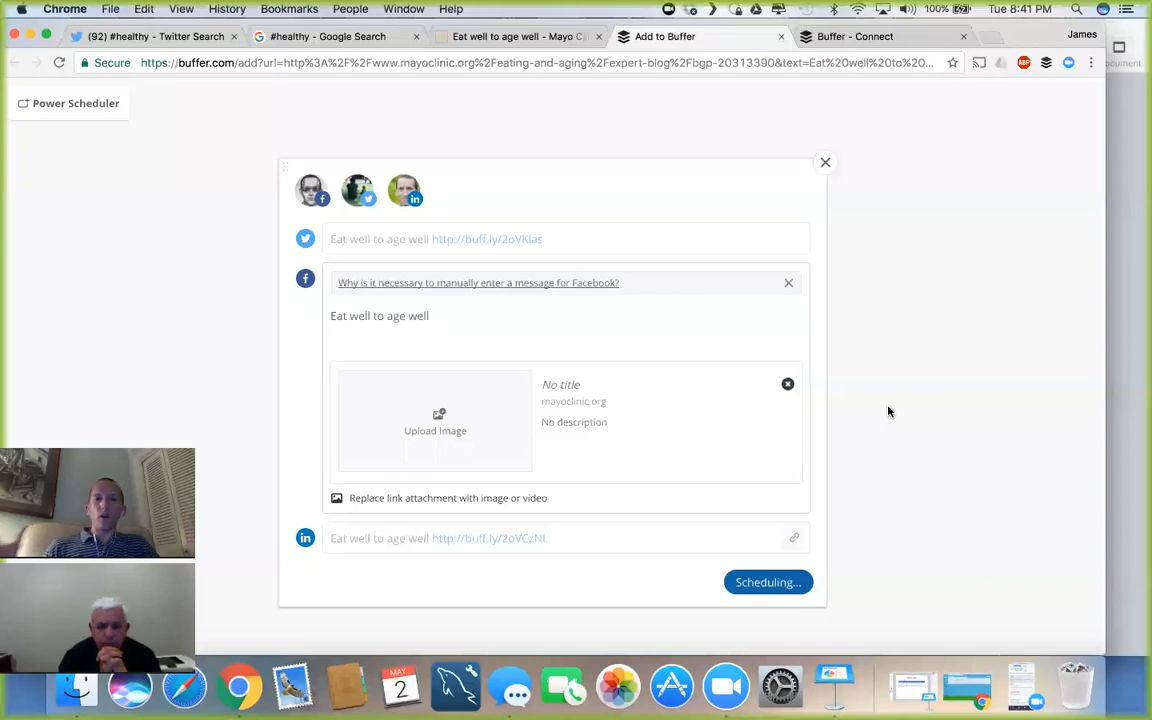 Chrome File Edit View History Bookmarks People Window Help 100% Tue 8:41 PM
(92) #healthy - Twitter Search
#healthy - Google Search
Eat well to age well - Mayo Cli
Add to Buffer
Buffer - Connect
James
Secure https://buffer.com/add?url=http%3A%2F%2Fwww.mayoclinic.org%2Feating-and-aging%2Fexpert-blog%2Fbgp-20313390&text=Eat%20well%20to%20...
ABP
ocument
Power Scheduler
Eat well to age well http://buff.ly/2oVKlas
Why is it necessary to manually enter a message for Facebook?
Eat well to age well
No title
mayoclinic.org
No description
Upload Image
Replace link attachment with image or video
Eat well to age well http://buff.ly/2oVCzNi.
Scheduling...
MAY
2